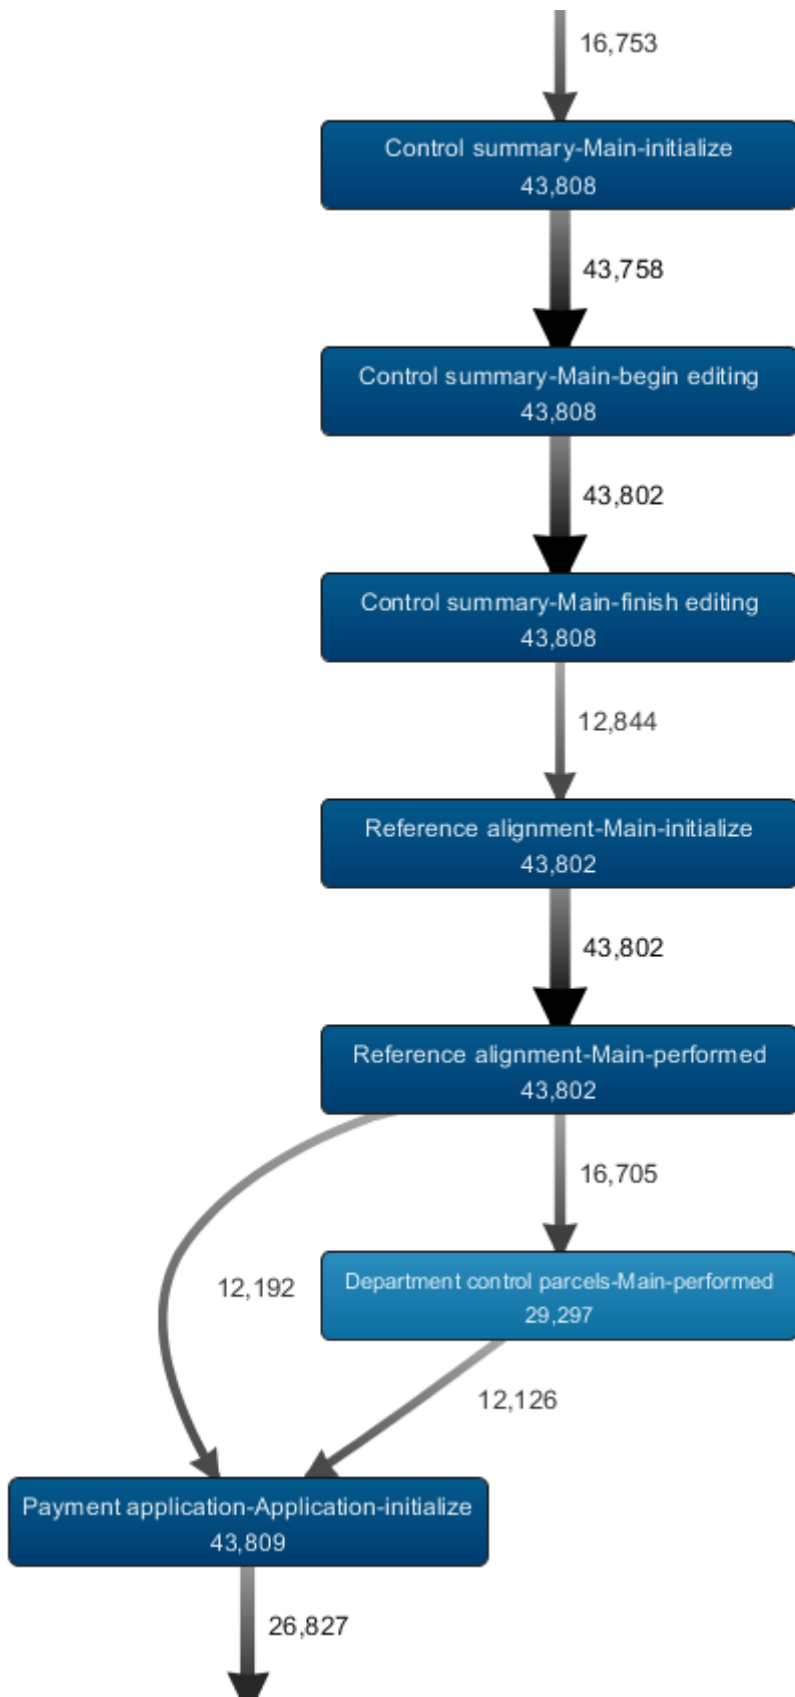 16,753
Control summary-Main-initialize
43,808
43,758
Control summary-Main-begin editing
43,808
43,802
Control summary-Main-finish editing
43,808
12,844
Reference alignment-Main-initialize
43,802
43,802
Reference alignment-Main-performed
43,802
16,705
12,192
Department control parcels-Main-performed
29,297
12,126
Payment application-Application-initialize
43,809
26,827